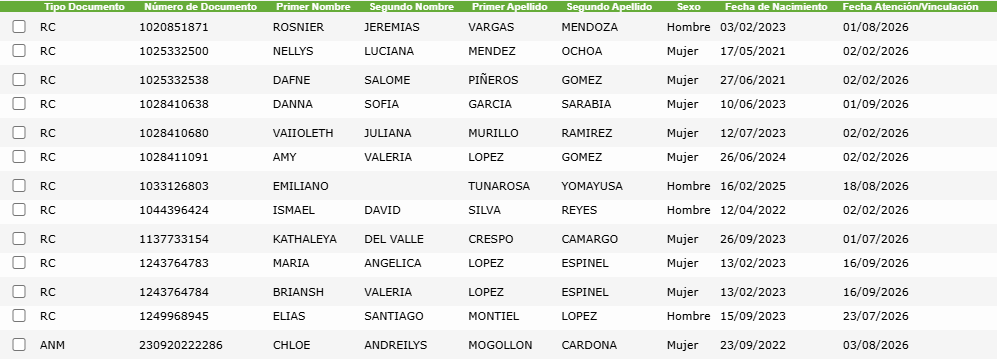 Tipo Documento Número de Documento Primer Nombre Segundo Nombre Primer Apellido Segundo Apellido Sexo Fecha de Nacimiento Fecha Atención/Vinculación
RC 1020851871 ROSNIER JEREMIAS VARGAS MENDOZA Hombre 03/02/2023 01/08/2026
RC 1025332500 NELLYS LUCIANA MENDEZ OCHOA Mujer 17/05/2021 02/02/2026
RC 1025332538 DAFNE SALOME PIÑEROS GOMEZ Mujer 27/06/2021 02/02/2026
RC 1028410638 DANNA SOFIA GARCIA SARABIA Mujer 10/06/2023 01/09/2026
RC 1028410680 VAIIOLETH JULIANA MURILLO RAMIREZ Mujer 12/07/2023 02/02/2026
RC 1028411091 AMY VALERIA LOPEZ GOMEZ Mujer 26/06/2024 02/02/2026
RC 1033126803 EMILIANO TUNAROSA YOMAYUSA Hombre 16/02/2025 18/08/2026
RC 1044396424 ISMAEL DAVID SILVA REYES Hombre 12/04/2022 02/02/2026
RC 1137733154 KATHALEYA DEL VALLE CRESPO CAMARGO Mujer 26/09/2023 01/07/2026
RC 1243764783 MARIA ANGELICA LOPEZ ESPINEL Mujer 13/02/2023 16/09/2026
RC 1243764784 BRIANSH VALERIA LOPEZ ESPINEL Mujer 13/02/2023 16/09/2026
RC 1249968945 ELIAS SANTIAGO MONTIEL LOPEZ Hombre 15/09/2023 23/07/2026
ANM 230920222286 CHLOE ANDREILYS MOGOLLON CARDONA Mujer 23/09/2022 03/08/2026